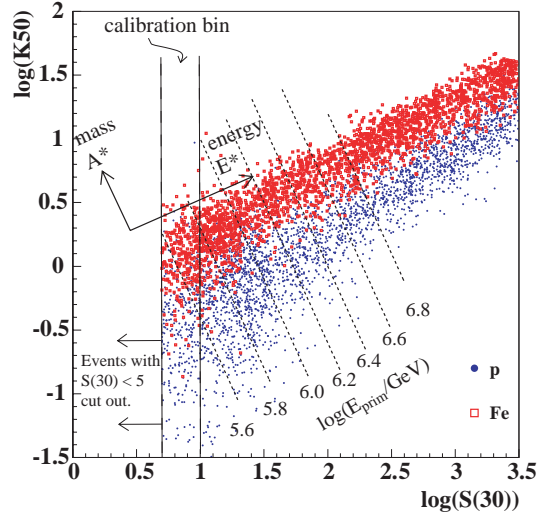 calibration bin
log(K50)
2
1.5
1
0.5
0
-0.5
-1
-1.5
mass
A*
energy
E*
Events with
S(30) < 5
cut out.
5.6
5.8
6.0
6.2
6.4
6.6
6.8
log(E_prim/GeV)
p
Fe
0
0.5
1
1.5
2
2.5
3
3.5
log(S(30))